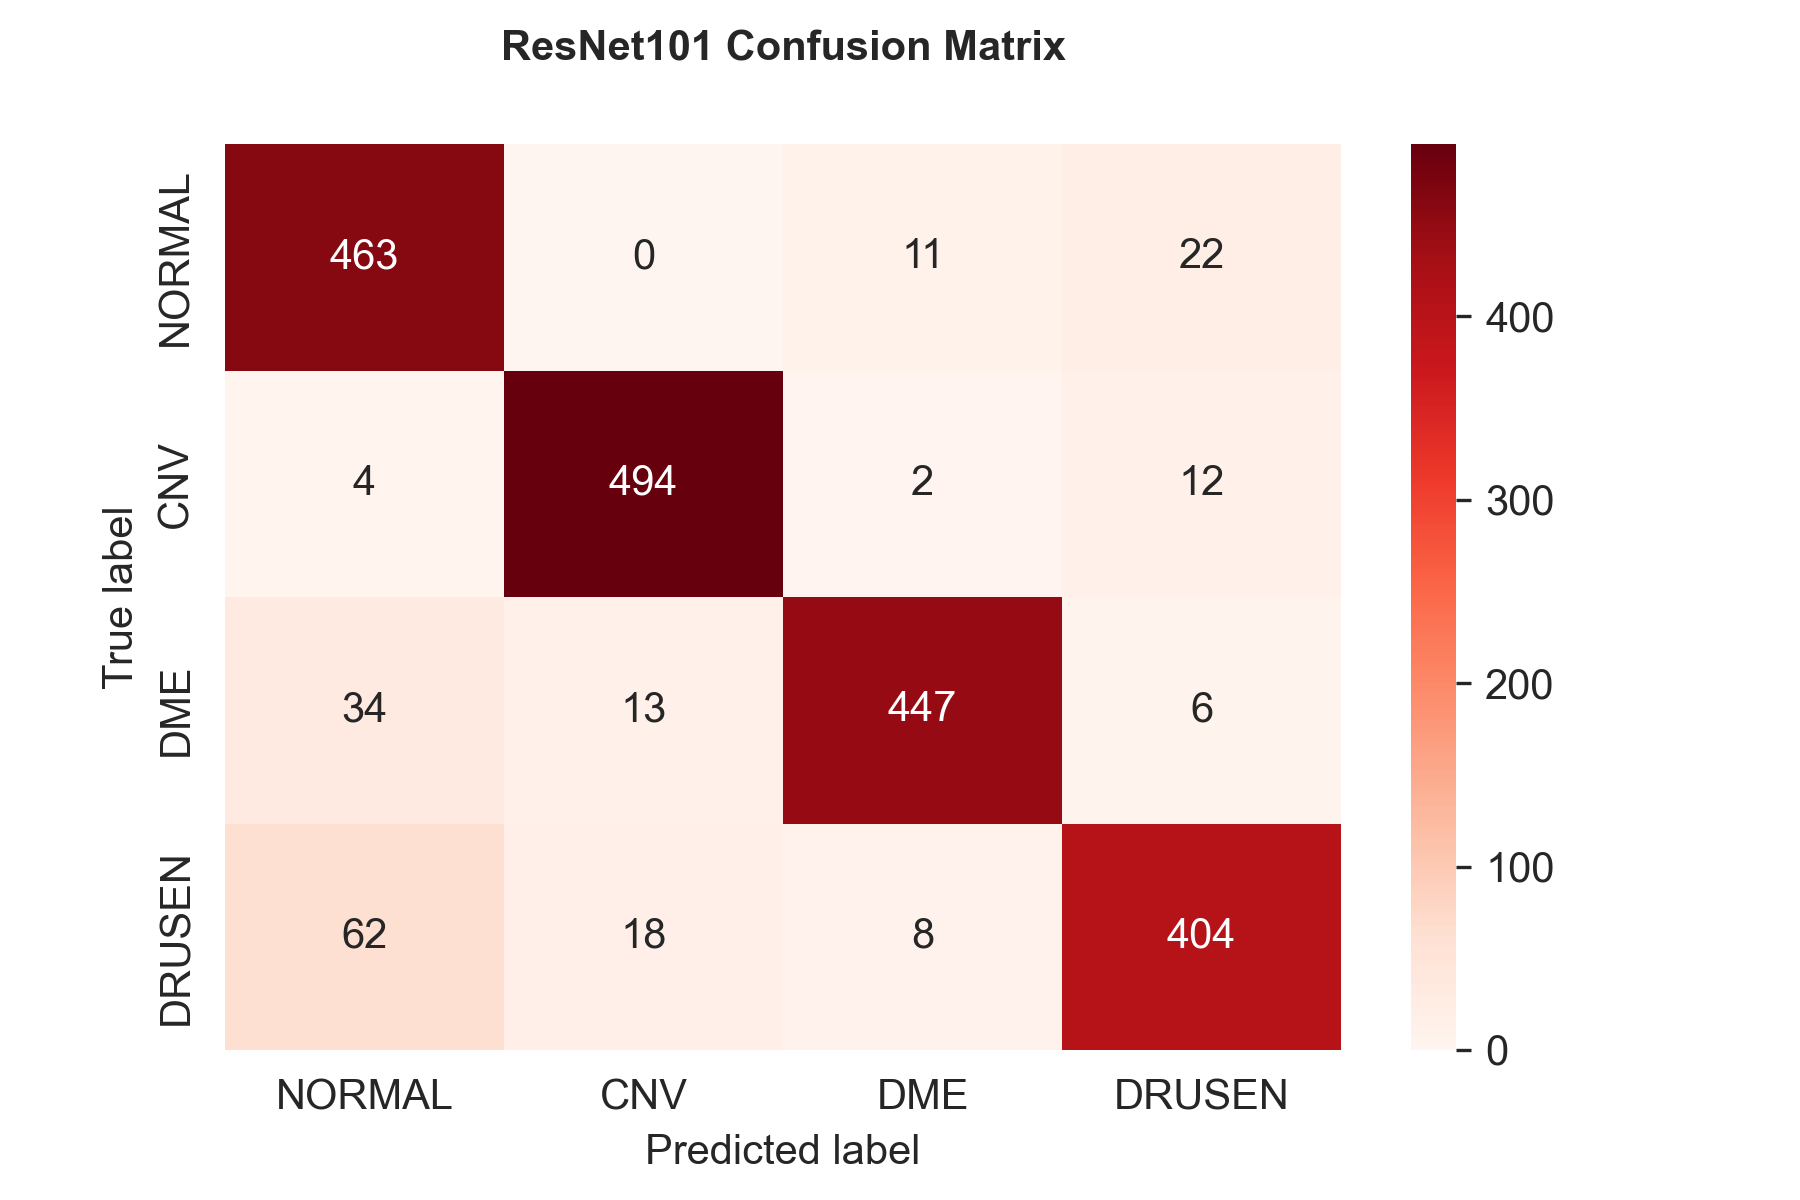 ResNet101 Confusion Matrix
True label
NORMAL 463 0 11 22
CNV 4 494 2 12
DME 34 13 447 6
DRUSEN 62 18 8 404
NORMAL CNV DME DRUSEN
Predicted label
400
300
200
100
0